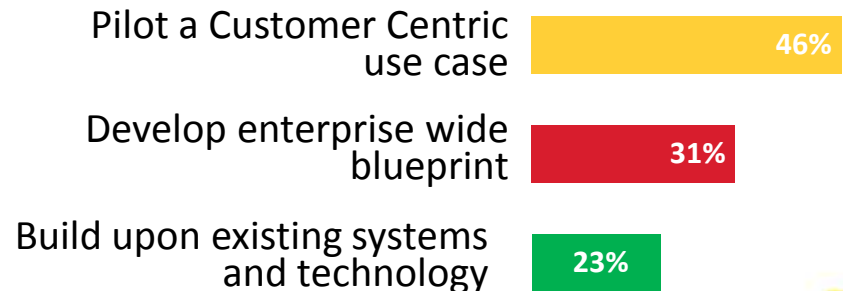 Pilot a Customer Centric
use case
46%
Develop enterprise wide
blueprint
31%
Build upon existing systems
and technology
23%